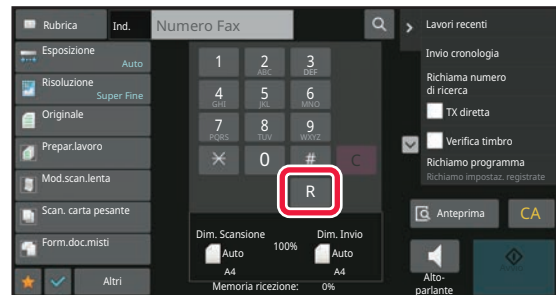 Rubrica
Ind.
Numero Fax
Esposizione
Auto
Risoluzione
Super Fine
Originale
Prepar.lavoro
Mod.scan.lenta
Scan. carta pesante
Form.doc.misti
Altri
1
2
ABC
3
DEF
4
GHI
5
JKL
6
MNO
7
PQRS
8
TUV
9
WXYZ
0
#
C
R
Dim. Scansione
100%
Dim. Invio
Auto
A4
Auto
A4
Memoria ricezione: 0%
Lavori recenti
Invio cronologia
Richiama numero
di ricerca
TX diretta
Verifica timbro
Richiamo programma
Richiamo impostaz. registrate
Anteprima
CA
Alto-
parlante